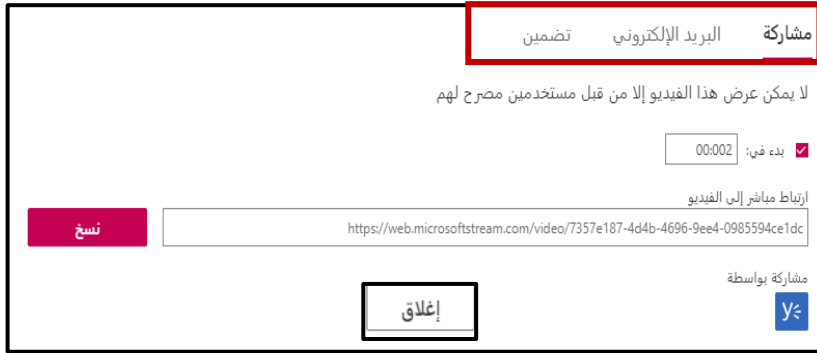 مشاركة البريد الإلكتروني تضمين
لا يمكن عرض هذا الفيديو إلا من قبل مستخدمين مصرح لهم
بدء في: 00:002
ارتباط مباشر إلى الفيديو
https://web.microsoftstream.com/video/7357e187-4d4b-4696-9ee4-0985594ce1dc نسخ
مشاركة بواسطة
إغلاق